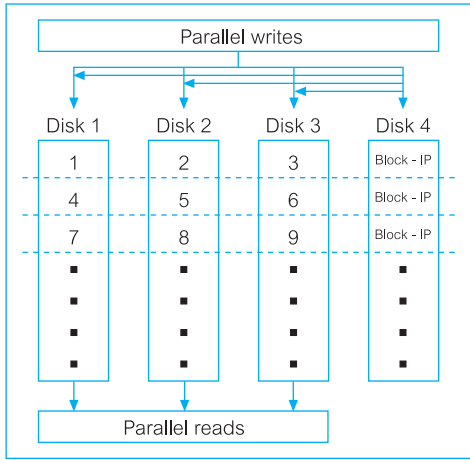 Parallel writes
Disk 1 Disk 2 Disk 3 Disk 4
1 2 3 Block - IP
4 5 6 Block - IP
7 8 9 Block - IP
Parallel reads